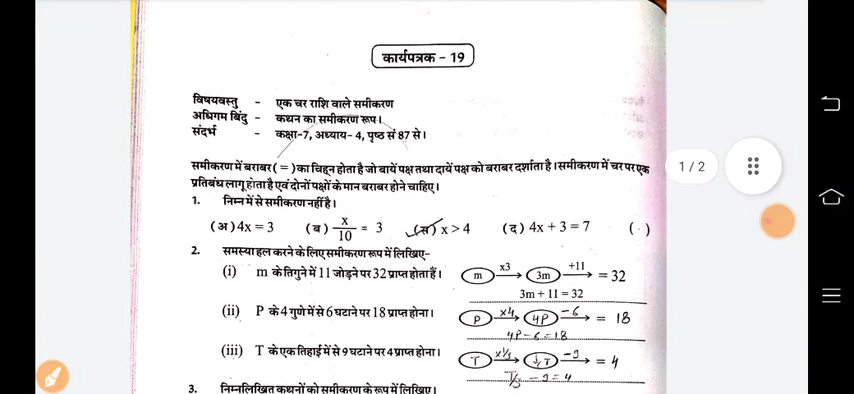 कार्यपत्रक - 19
विषयवस्तु - एक चर राशि वाले समीकरण
अधिगम बिंदु - कथन का समीकरण रूप।
संदर्भ - कक्षा-7, अध्याय- 4, पृष्ठ सं 87 से।
समीकरण में बराबर ( = ) का चिह्न होता है जो बायें पक्ष तथा दायें पक्ष को बराबर दर्शाता है। समीकरण में चर पर एक
प्रतिबंध लागू होता है एवं दोनों पक्षों के मान बराबर होने चाहिए।
1. निम्न में से समीकरण नहीं है।
(अ) 4x = 3 (ब) x/10 = 3 (स) x > 4 (द) 4x + 3 = 7 ( )
2. समस्या हल करने के लिए समीकरण रूप में लिखिए-
(i) m के तिगुने में 11 जोड़ने पर 32 प्राप्त होता हैं। m x3 3m +11 = 32
3m + 11 = 32
(ii) P के 4 गुणे में से 6 घटाने पर 18 प्राप्त होना। P x4 4P -6 = 18
4P - 6 = 18
(iii) T के एक तिहाई में से 9 घटाने पर 4 प्राप्त होना। T x1/3 1/3 T -9 = 4
T/3 - 9 = 4
3. निम्नलिखित कथनों को समीकरण के रूप में लिखिए।
1 / 2